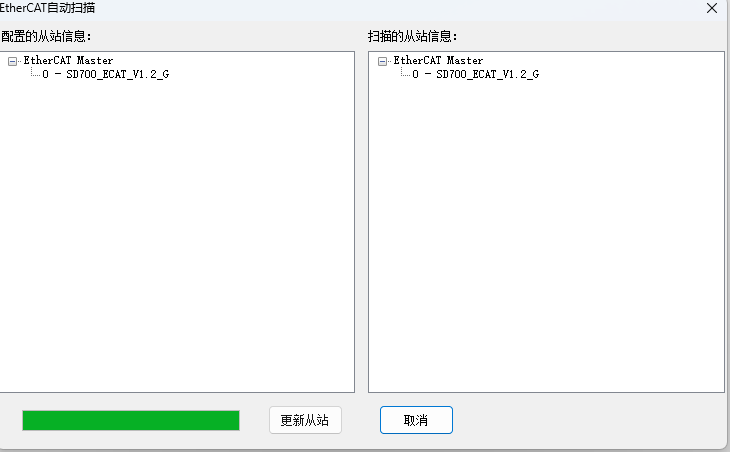 EtherCAT自动扫描
配置的从站信息:
扫描的从站信息:
EtherCAT Master
0 - SD700_ECAT_V1.2_G
EtherCAT Master
0 - SD700_ECAT_V1.2_G
更新从站
取消